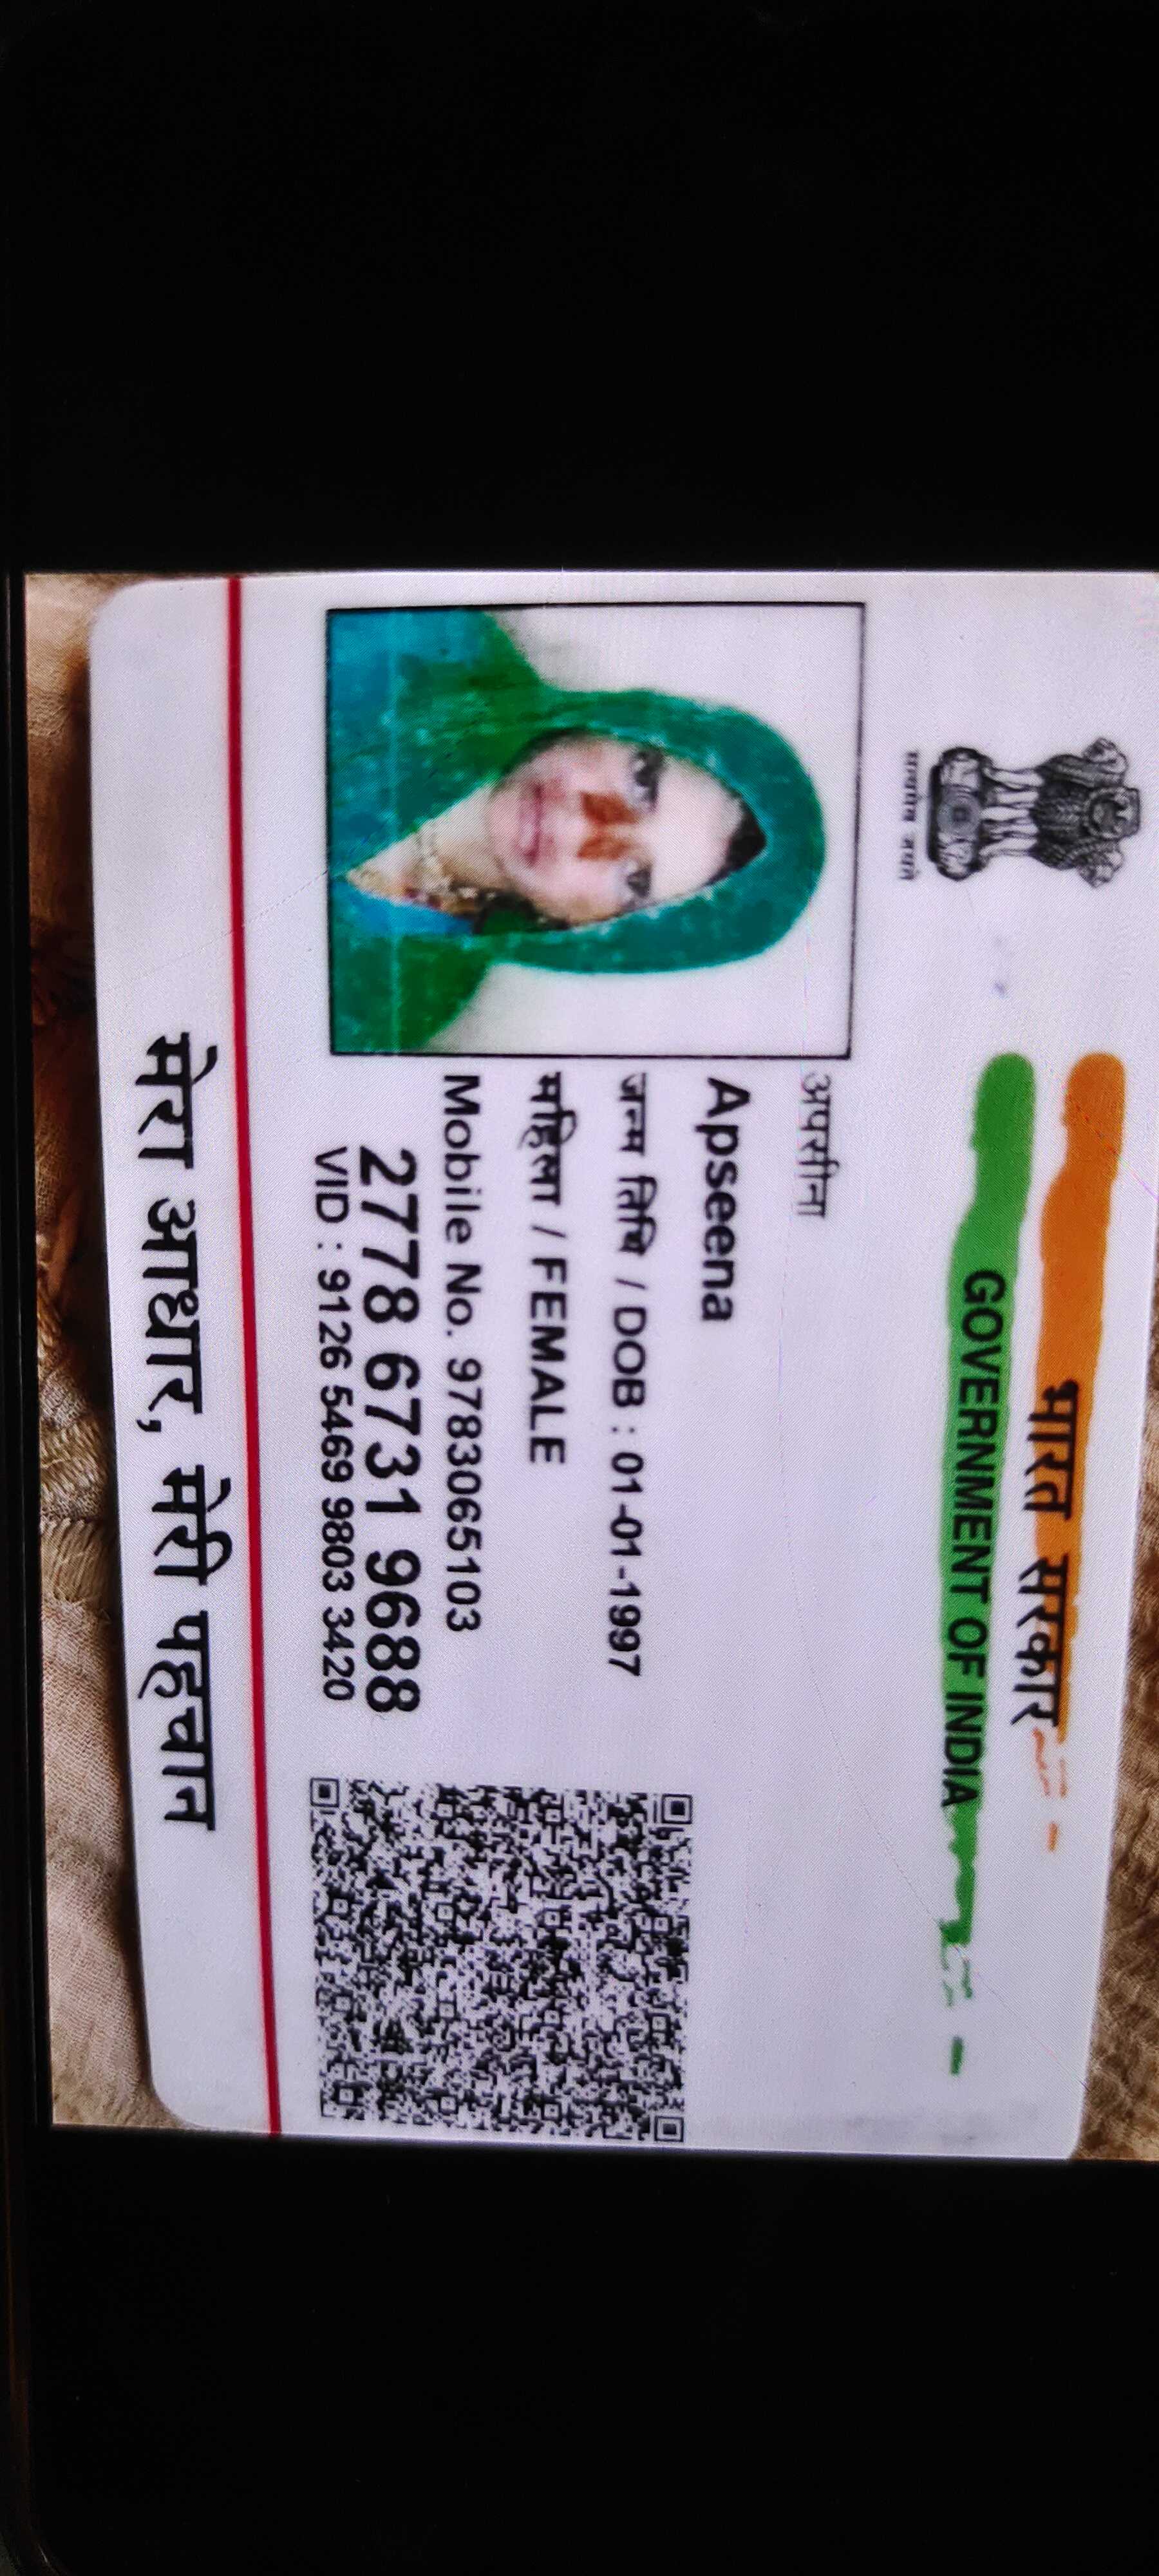 भारत सरकार
GOVERNMENT OF INDIA
सत्यमेव जयते
अपसीना
Apseena
जन्म तिथि / DOB : 01-01-1997
महिला / FEMALE
Mobile No. 9783065103
2778 6731 9688
VID : 9126 5469 9803 3420
मेरा आधार, मेरी पहचान